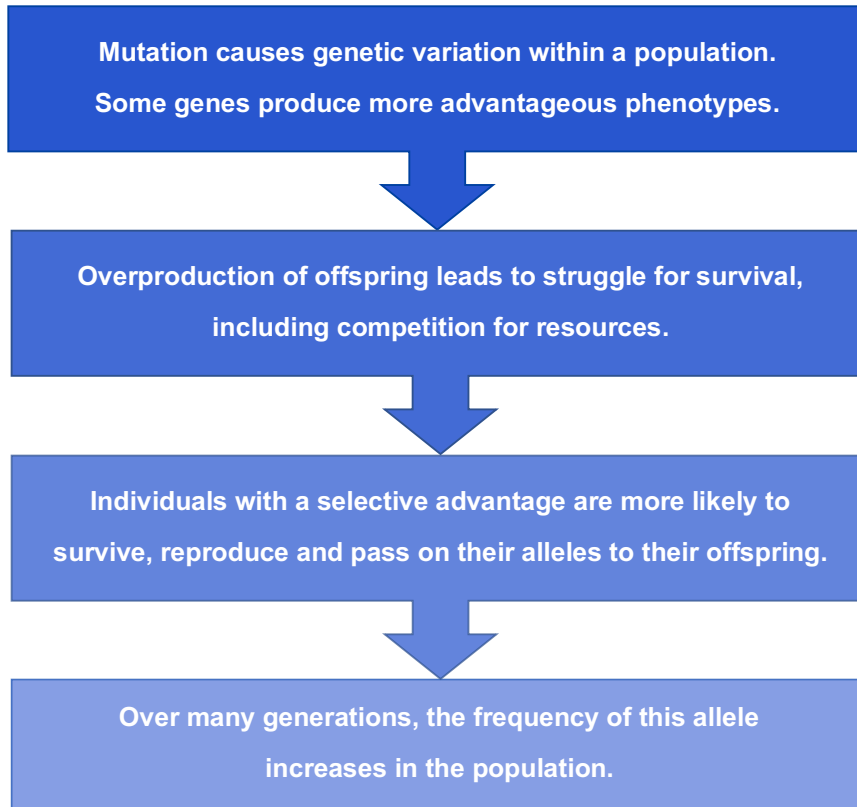 Mutation causes genetic variation within a population.
Some genes produce more advantageous phenotypes.
Overproduction of offspring leads to struggle for survival,
including competition for resources.
Individuals with a selective advantage are more likely to
survive, reproduce and pass on their alleles to their offspring.
Over many generations, the frequency of this allele
increases in the population.